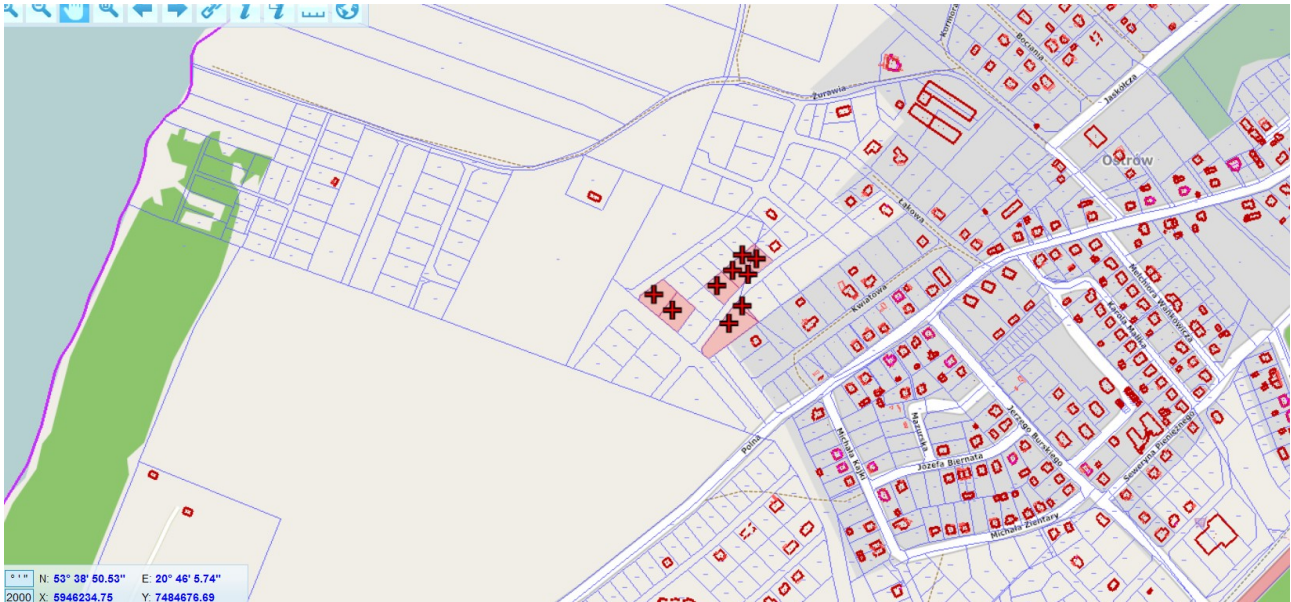 Kormora
Bociania
Jaskółcza
Żurawia
Ostrów
Łąkowa
Kwiatowa
Melchiora Wańkowicza
Karola Małłka
Polna
Michała Kajki
Mazurska
Jerzego Burskiego
Józefa Biernata
Seweryna Pieniężnego
Michała Zientary
° ' " N: 53° 38' 50.53" E: 20° 46' 5.74"
2000 X: 5946234.75 Y: 7484676.69